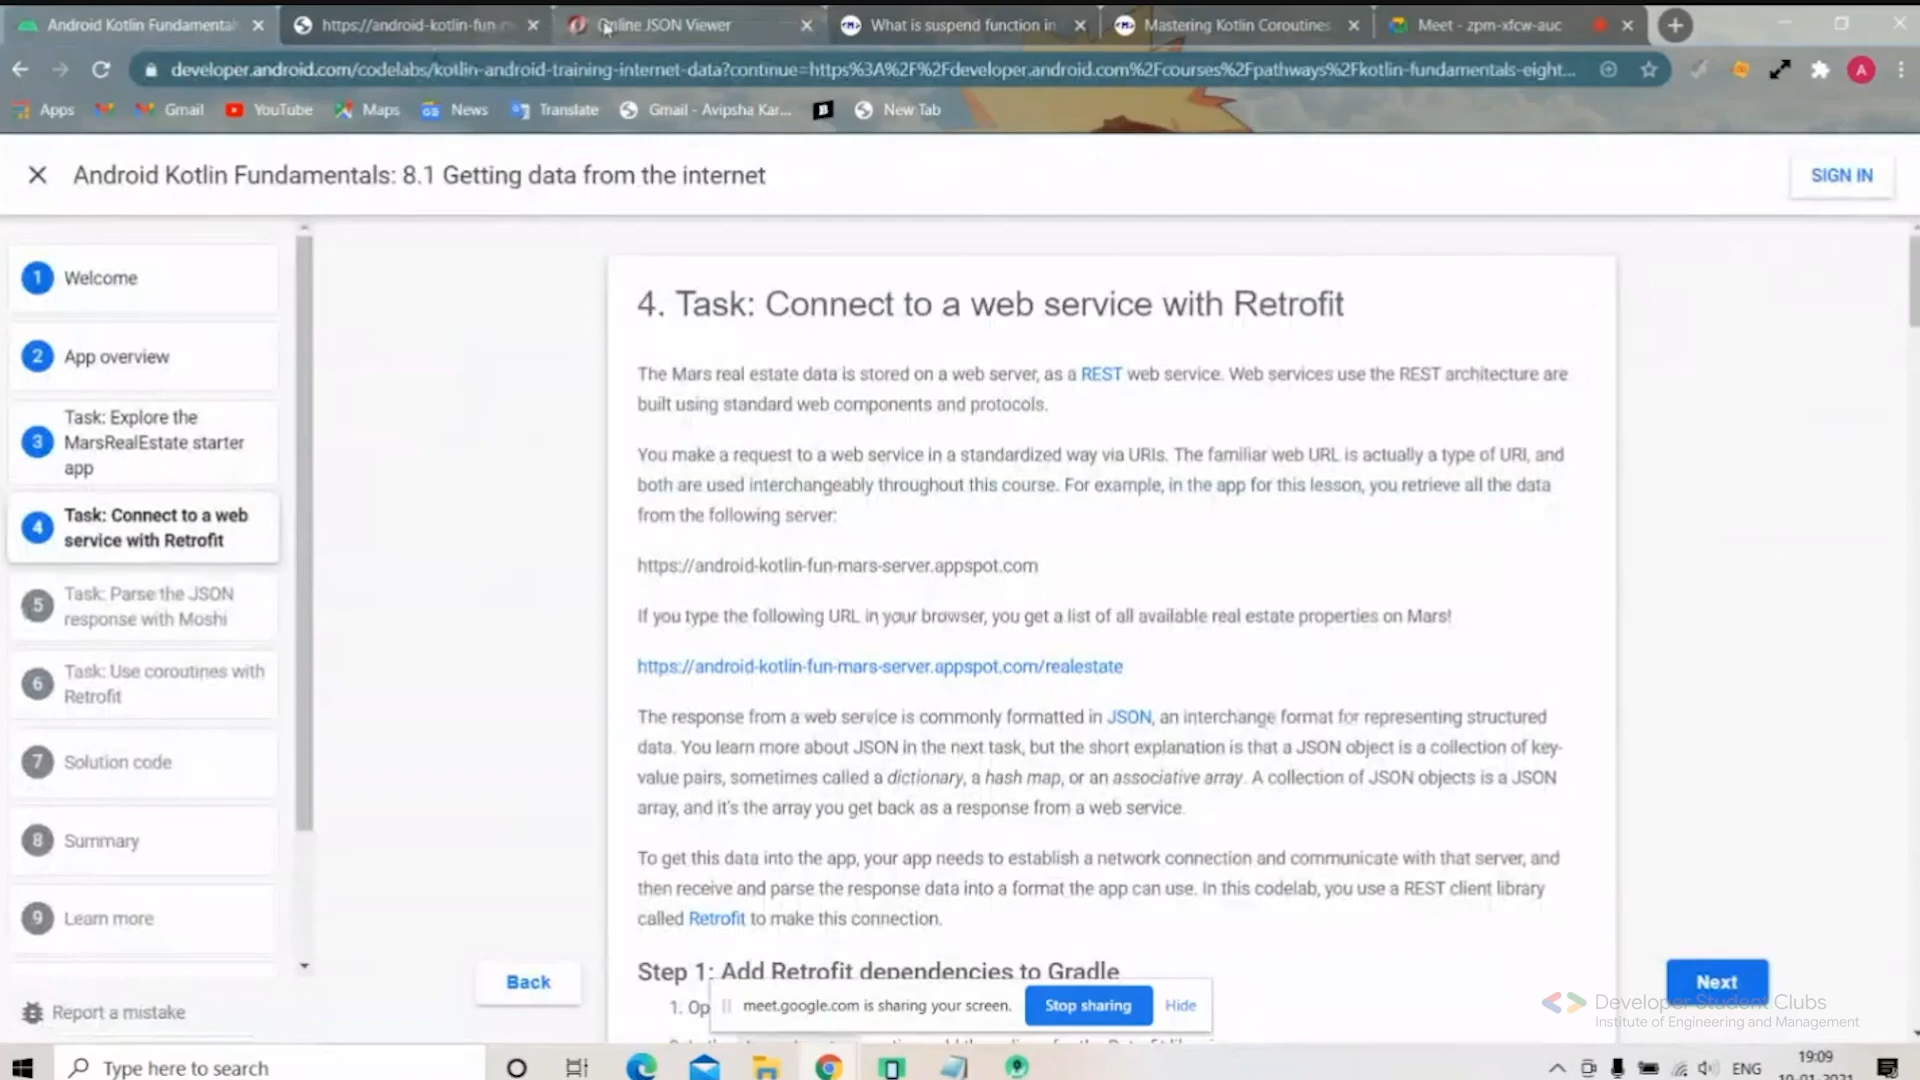 Android Kotlin Fundamentals
https://android-kotlin-fun-m
Online JSON Viewer
What is suspend function in
Mastering Kotlin Coroutines
Meet - zpm-xfcw-auc
developer.android.com/codelabs/kotlin-android-training-internet-data?continue=https%3A%2F%2Fdeveloper.android.com%2Fcourses%2Fpathways%2Fkotlin-fundamentals-eight...
A
Apps
Gmail
YouTube
Maps
News
Translate
Gmail - Avipsha Kar...
New Tab
Android Kotlin Fundamentals: 8.1 Getting data from the internet
SIGN IN
1 Welcome
2 App overview
3 Task: Explore the
MarsRealEstate starter
app
4 Task: Connect to a web
service with Retrofit
5 Task: Parse the JSON
response with Moshi
6 Task: Use coroutines with
Retrofit
7 Solution code
8 Summary
9 Learn more
Report a mistake
4. Task: Connect to a web service with Retrofit
The Mars real estate data is stored on a web server, as a REST web service. Web services use the REST architecture are
built using standard web components and protocols.
You make a request to a web service in a standardized way via URIs. The familiar web URL is actually a type of URI, and
both are used interchangeably throughout this course. For example, in the app for this lesson, you retrieve all the data
from the following server:
https://android-kotlin-fun-mars-server.appspot.com
If you type the following URL in your browser, you get a list of all available real estate properties on Mars!
https://android-kotlin-fun-mars-server.appspot.com/realestate
The response from a web service is commonly formatted in JSON, an interchange format for representing structured
data. You learn more about JSON in the next task, but the short explanation is that a JSON object is a collection of key-
value pairs, sometimes called a dictionary, a hash map, or an associative array. A collection of JSON objects is a JSON
array, and it's the array you get back as a response from a web service.
To get this data into the app, your app needs to establish a network connection and communicate with that server, and
then receive and parse the response data into a format the app can use. In this codelab, you use a REST client library
called Retrofit to make this connection.
Step 1: Add Retrofit dependencies to Gradle
1. Op
Back
Next
meet.google.com is sharing your screen.
Stop sharing
Hide
Developer Student Clubs
Institute of Engineering and Management
Type here to search
ENG
19:09
10-01-2021